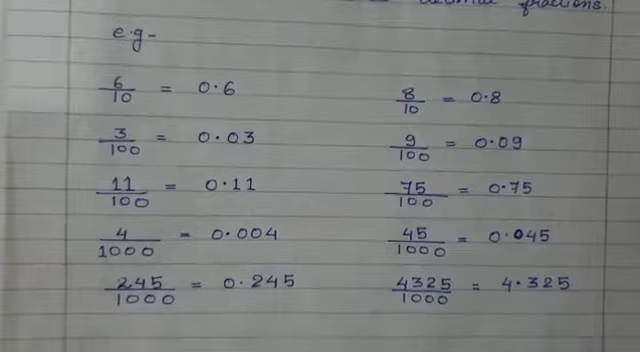 decimal fractions.
e.g-
6/10 = 0.6 8/10 = 0.8
3/100 = 0.03 9/100 = 0.09
11/100 = 0.11 75/100 = 0.75
4/1000 = 0.004 45/1000 = 0.045
245/1000 = 0.245 4325/1000 = 4.325